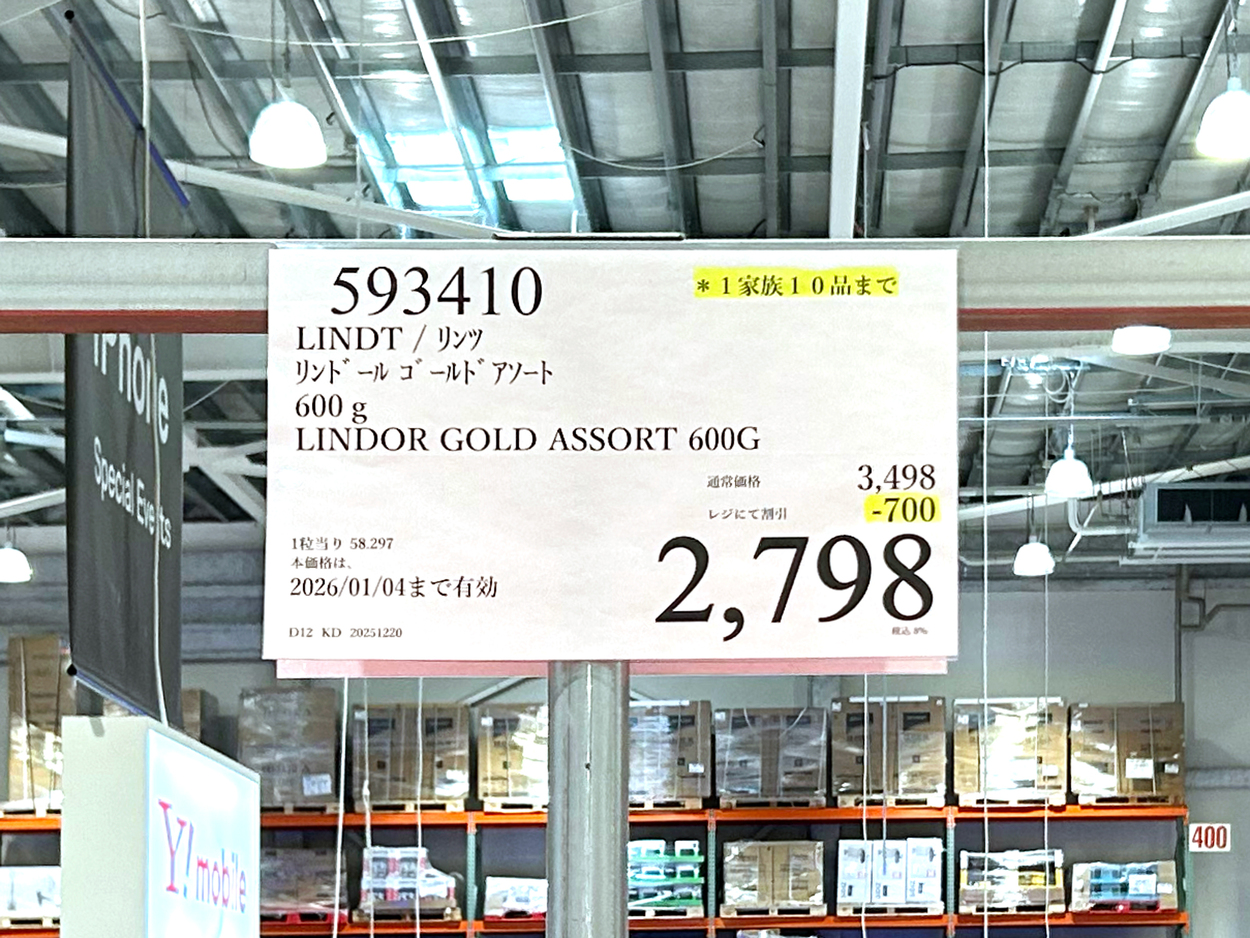 593410
＊１家族１０品まで
LINDT / ﾘﾝﾂ
ﾘﾝﾄﾞｰﾙ ｺﾞｰﾙﾄﾞｱｿｰﾄ
600 g
LINDOR GOLD ASSORT 600G
通常価格 3,498
レジにて割引 -700
2,798
税込 8%
1粒当り 58.297
本価格は、
2026/01/04まで有効
D12 KD 20251220
iPhone
Special Events
Y!mobile
400